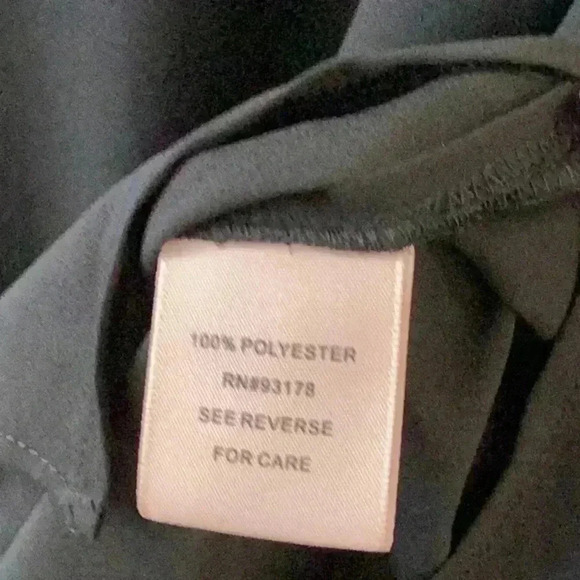 100% POLYESTER
RN#93178
SEE REVERSE
FOR CARE